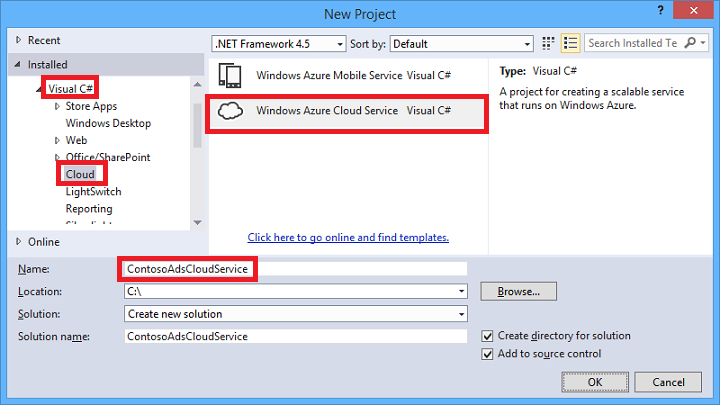 New Project
Recent
Installed
Visual C#
Store Apps
Windows Desktop
Web
Office/SharePoint
Cloud
LightSwitch
Reporting
Online
.NET Framework 4.5
Sort by: Default
Search Installed Te
Windows Azure Mobile Service Visual C#
Windows Azure Cloud Service Visual C#
Click here to go online and find templates.
Type: Visual C#
A project for creating a scalable service
that runs on Windows Azure.
Name: ContosoAdsCloudService
Location: C:\
Browse...
Solution: Create new solution
Solution name: ContosoAdsCloudService
Create directory for solution
Add to source control
OK
Cancel